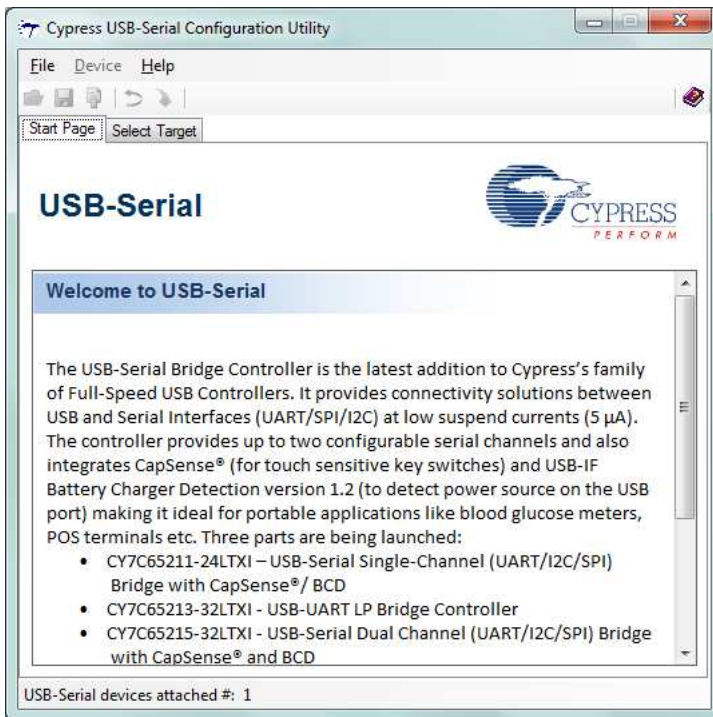 Cypress USB-Serial Configuration Utility
File Device Help
Start Page Select Target
USB-Serial
CYPRESS
PERFORM
Welcome to USB-Serial
The USB-Serial Bridge Controller is the latest addition to Cypress's family
of Full-Speed USB Controllers. It provides connectivity solutions between
USB and Serial Interfaces (UART/SPI/I2C) at low suspend currents (5 µA).
The controller provides up to two configurable serial channels and also
integrates CapSense® (for touch sensitive key switches) and USB-IF
Battery Charger Detection version 1.2 (to detect power source on the USB
port) making it ideal for portable applications like blood glucose meters,
POS terminals etc. Three parts are being launched:
• CY7C65211-24LTXI – USB-Serial Single-Channel (UART/I2C/SPI)
Bridge with CapSense®/ BCD
• CY7C65213-32LTXI - USB-UART LP Bridge Controller
• CY7C65215-32LTXI - USB-Serial Dual Channel (UART/I2C/SPI) Bridge
with CapSense® and BCD
USB-Serial devices attached #: 1